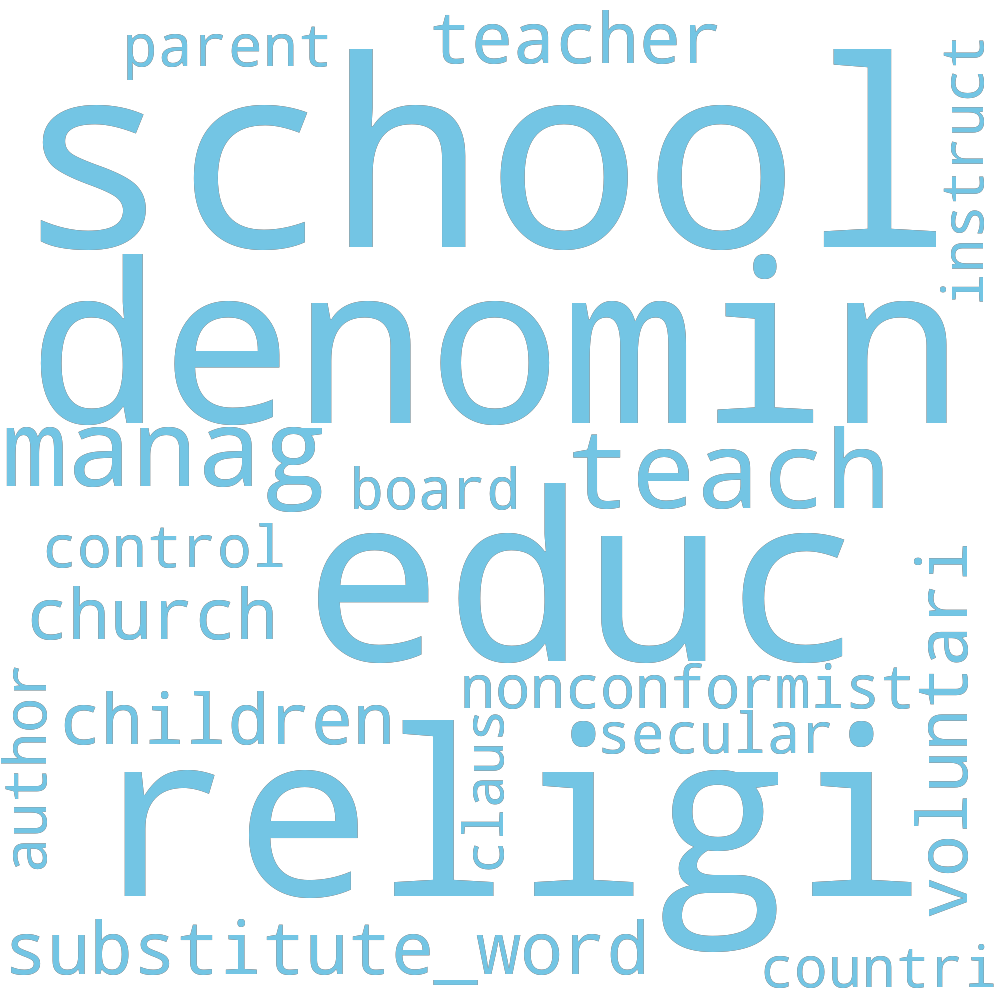 parent
teacher
school
instruct
denomin
manag
teach
board
control
educ
church
voluntari
nonconformist
author
children
secular
claus
religi
substitute_word
countri